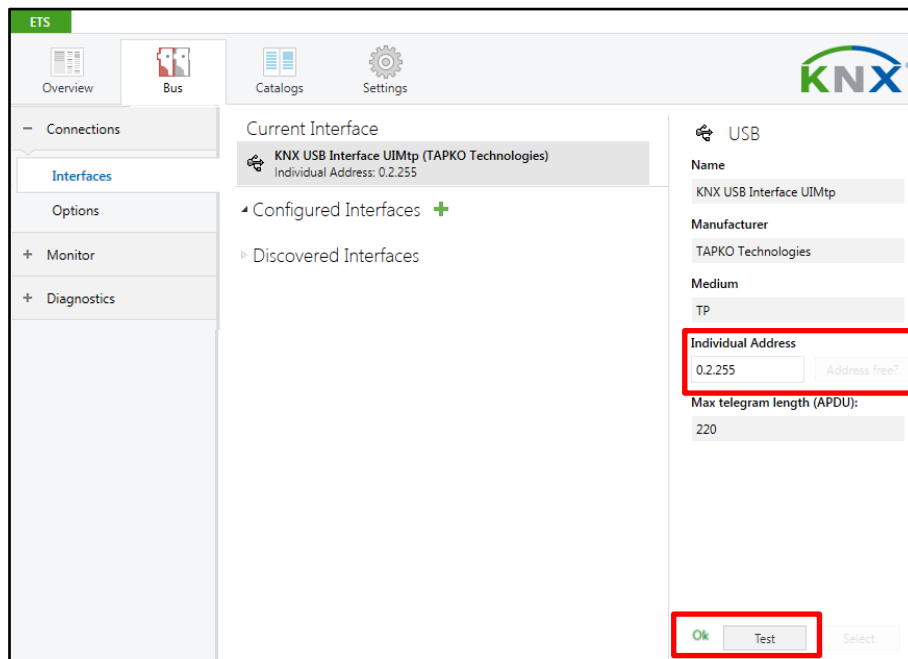 ETS
Overview
Bus
Catalogs
Settings
KNX
Connections
Interfaces
Options
Monitor
Diagnostics
Current Interface
KNX USB Interface UIMtp (TAPKO Technologies)
Individual Address: 0.2.255
Configured Interfaces
Discovered Interfaces
USB
Name
KNX USB Interface UIMtp
Manufacturer
TAPKO Technologies
Medium
TP
Individual Address
0.2.255 Address free?
Max telegram length (APDU):
220
Ok Test Select